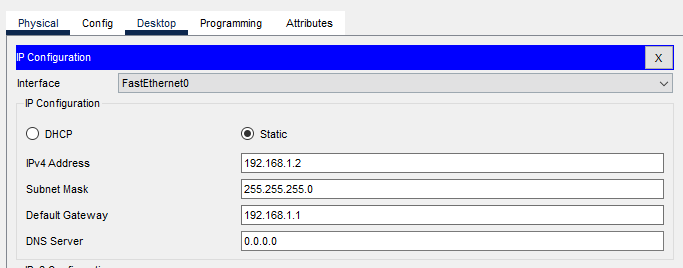 Physical Config Desktop Programming Attributes
IP Configuration X
Interface FastEthernet0
IP Configuration
DHCP Static
IPv4 Address 192.168.1.2
Subnet Mask 255.255.255.0
Default Gateway 192.168.1.1
DNS Server 0.0.0.0